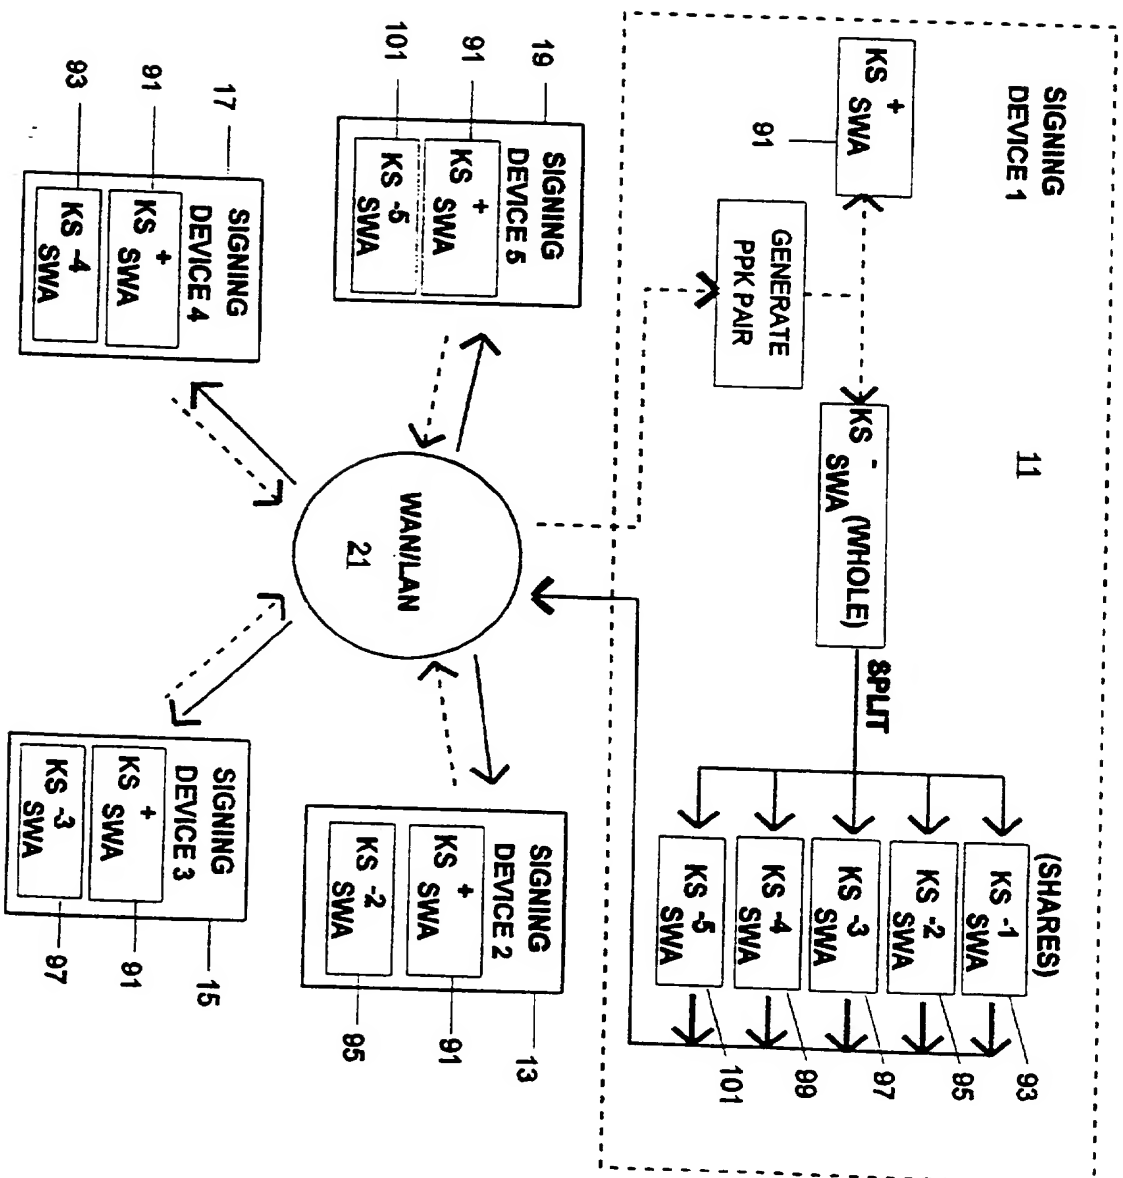 SIGNING
DEVICE 1
11
KS +
SWA
91
GENERATE
PPK PAIR
KS -
SWA (WHOLE)
SPLIT
(SHARES)
KS -1
SWA
93
KS -2
SWA
95
KS -3
SWA
97
KS -4
SWA
99
KS -5
SWA
101
WAN/LAN
21
19
SIGNING
DEVICE 5
91
KS +
SWA
101
KS -5
SWA
SIGNING
DEVICE 2
13
KS +
SWA
91
KS -2
SWA
95
17
SIGNING
DEVICE 4
91
KS +
SWA
93
KS -4
SWA
SIGNING
DEVICE 3
15
KS +
SWA
91
KS -3
SWA
97